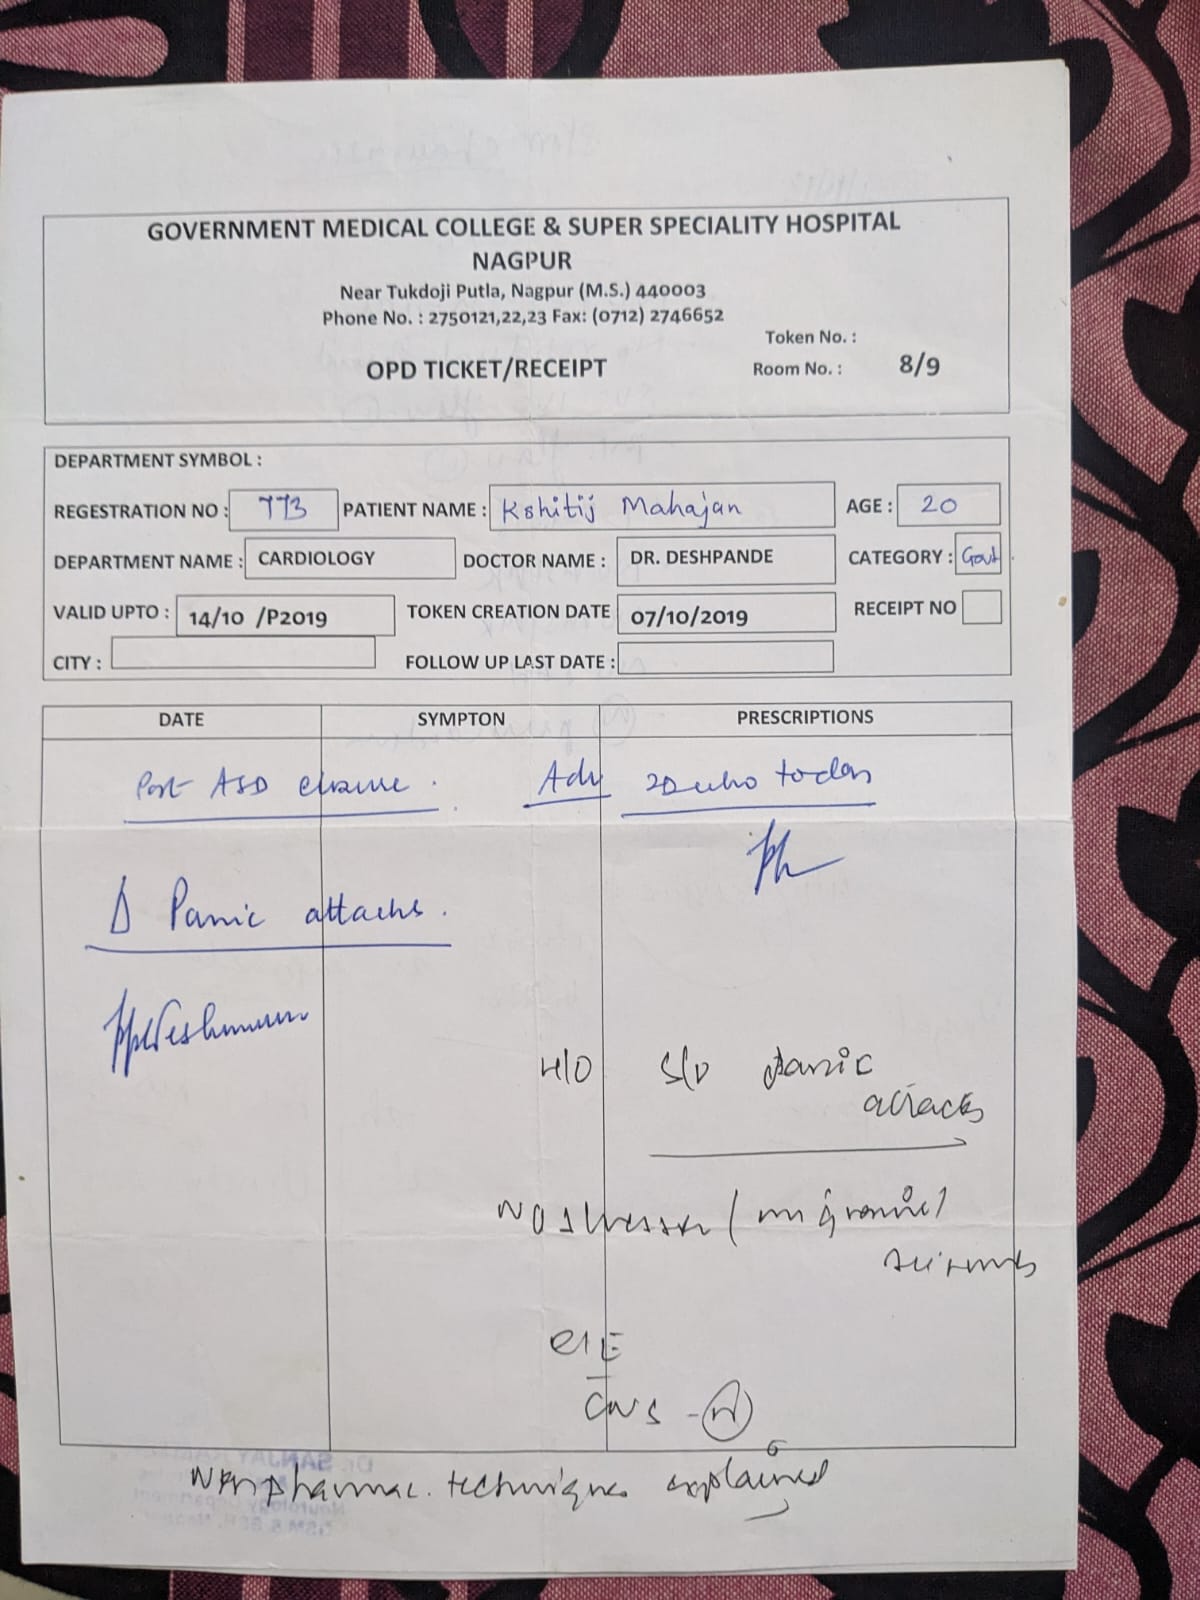 GOVERNMENT MEDICAL COLLEGE & SUPER SPECIALITY HOSPITAL
NAGPUR
Near Tukdoji Putla, Nagpur (M.S.) 440003
Phone No. : 2750121,22,23 Fax: (0712) 2746652
Token No. :
OPD TICKET/RECEIPT Room No. : 8/9
DEPARTMENT SYMBOL :
REGESTRATION NO : 773 PATIENT NAME : Kshitij Mahajan AGE : 20
DEPARTMENT NAME : CARDIOLOGY DOCTOR NAME : DR. DESHPANDE CATEGORY : Govt
VALID UPTO : 14/10 /P2019 TOKEN CREATION DATE 07/10/2019 RECEIPT NO
CITY : FOLLOW UP LAST DATE :
DATE SYMPTON PRESCRIPTIONS
Post ASD closure. Adv 2D echo today
Δ Panic attacks.
H/O S/O panic
attacks
No stressor / migraine /
seizures
O/E
CNS - N
Nonpharmac. techniques explained